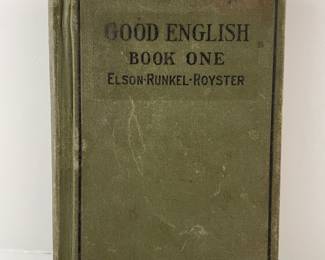 GOOD ENGLISH
BOOK ONE
ELSON-RUNKEL-ROYSTER